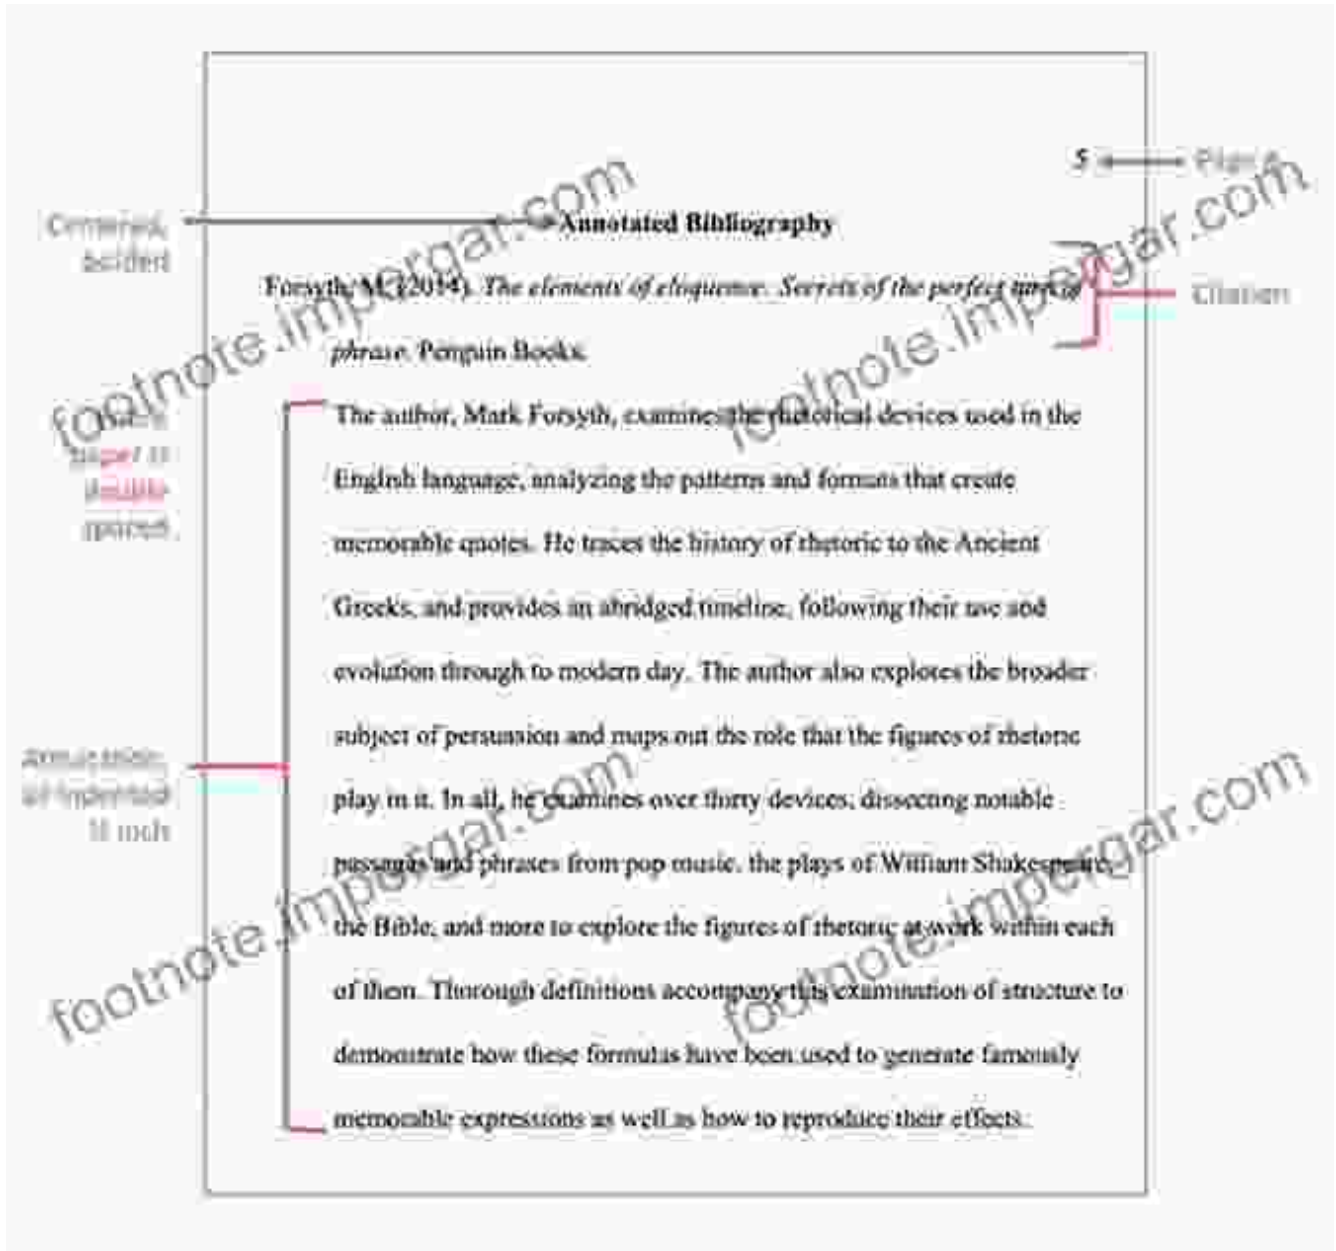 5
Centered,
Annotated Bibliography
Forsyth, M. (2014). The elements of eloquence: Secrets of the perfect turn of
Citation
phrase. Penguin Books.
The author, Mark Forsyth, examines the rhetorical devices used in the
English language, analyzing the patterns and formats that create
memorable quotes. He traces the history of rhetoric to the Ancient
Greeks, and provides an abridged timeline, following their use and
evolution through to modern day. The author also explores the broader
subject of persuasion and maps out the role that the figures of rhetoric
play in it. In all, he examines over thirty devices, dissecting notable
passages and phrases from pop music, the plays of William Shakespeare,
the Bible, and more to explore the figures of rhetoric at work within each
of them. Thorough definitions accompany this examination of structure to
demonstrate how these formulas have been used to generate famously
memorable expressions as well as how to reproduce their effects.
paper is
double
spaced
inch
footnote.impergar.com
footnote.impergar.com
footnote.impergar.com
footnote.impergar.com